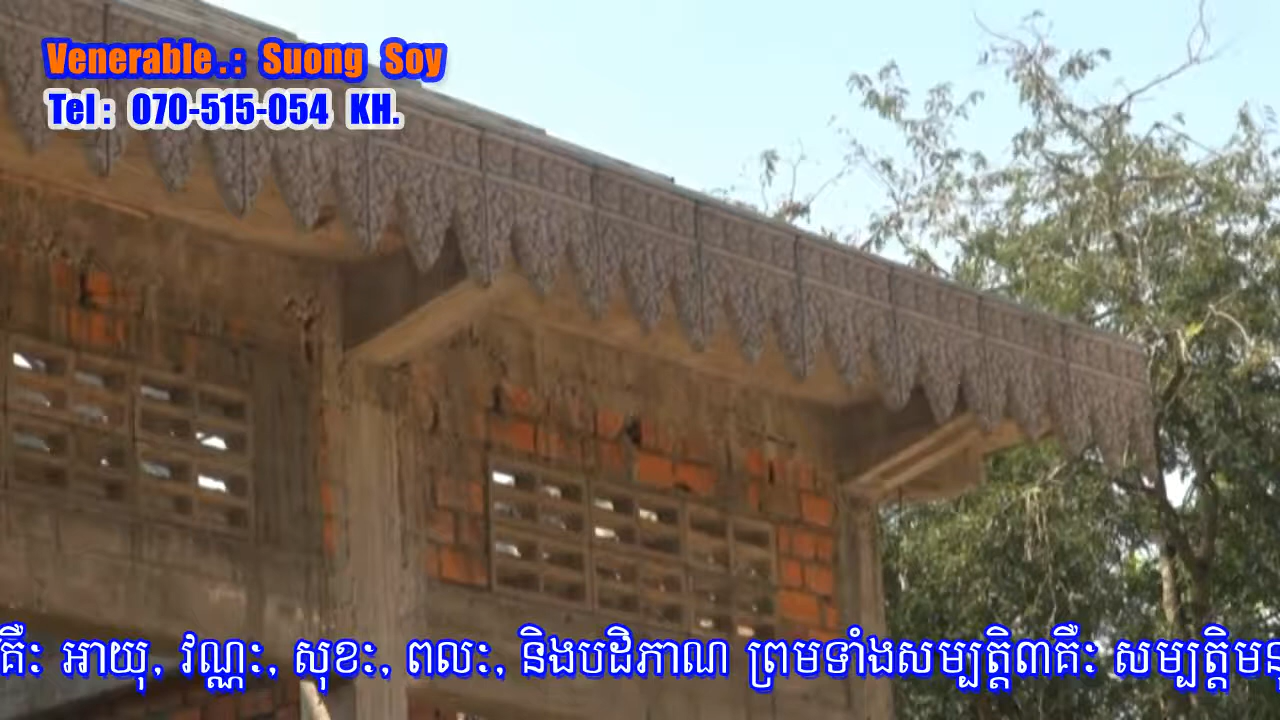 Venerable.: Suong Soy
Tel : 070-515-054 KH.
គឺ៖ អាយុ, វណ្ណៈ, សុខៈ, ពលៈ, និងបដិភាណ ព្រមទាំងសម្បត្តិ៣គឺ៖ សម្បត្តិមនុ